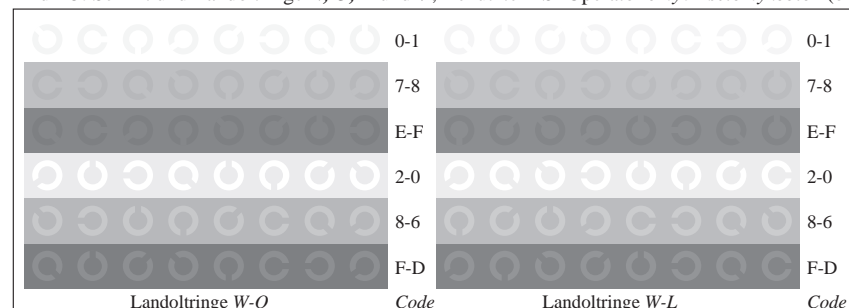 0-1 0-1
7-8 7-8
E-F E-F
2-0 2-0
8-6 8-6
F-D F-D
Landoltringe W-O Code Landoltringe W-L Code